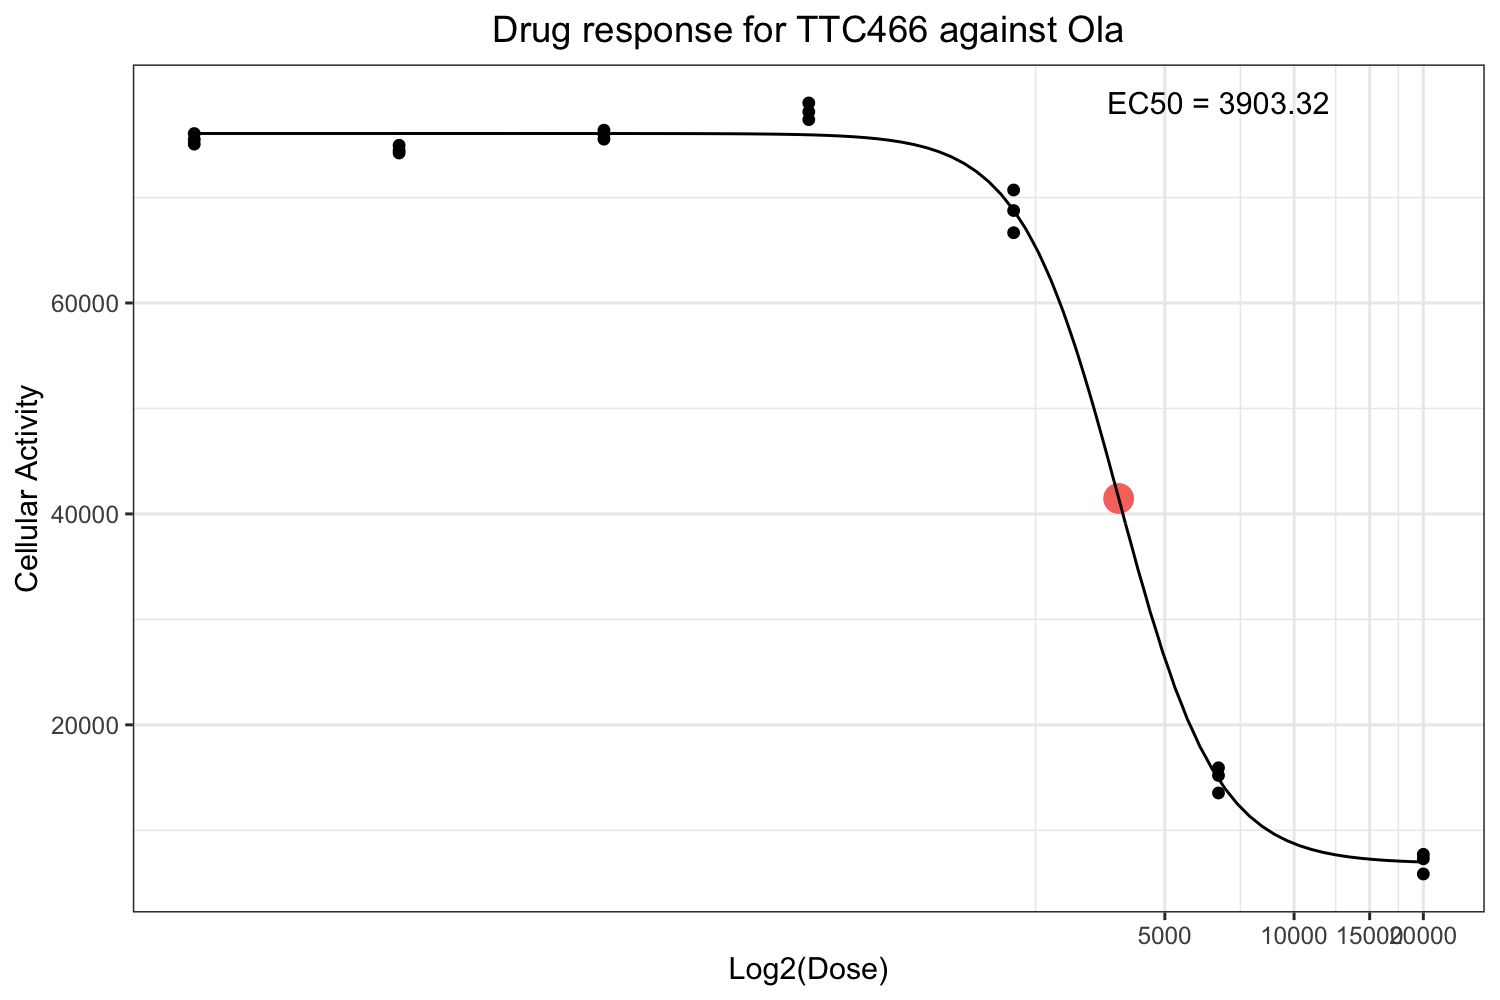 Drug response for TTC466 against Ola
EC50 = 3903.32
60000
40000
20000
Cellular Activity
5000 10000 15000 20000
Log2(Dose)